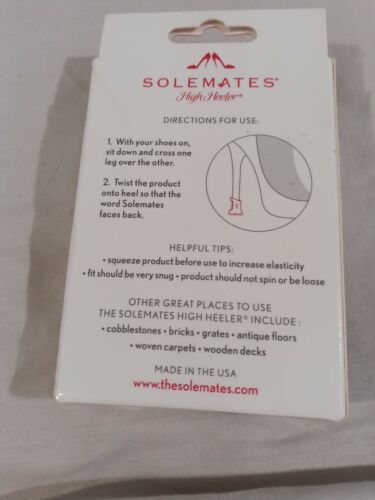 SOLEMATES®
High Heeler™
DIRECTIONS FOR USE:
1. With your shoes on,
sit down and cross one
leg over the other.
2. Twist the product
onto heel so that the
word Solemates
faces back.
HELPFUL TIPS:
• squeeze product before use to increase elasticity
• fit should be very snug • product should not spin or be loose
OTHER GREAT PLACES TO USE
THE SOLEMATES HIGH HEELER® INCLUDE :
• cobblestones • bricks • grates • antique floors
• woven carpets • wooden decks
MADE IN THE USA
www.thesolemates.com